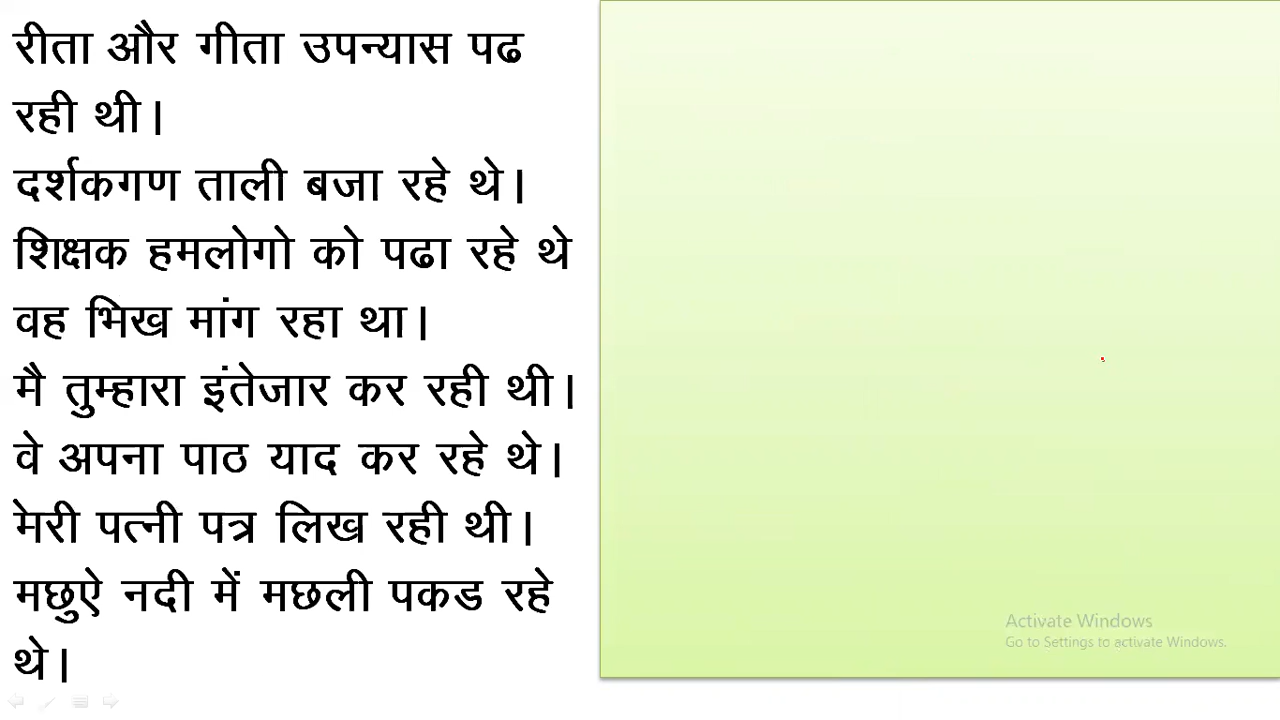 रीता और गीता उपन्यास पढ
रही थी।
दर्शकगण ताली बजा रहे थे।
शिक्षक हमलोगो को पढा रहे थे
वह भिख मांग रहा था।
मै तुम्हारा इंतेजार कर रही थी।
वे अपना पाठ याद कर रहे थे।
मेरी पत्नी पत्र लिख रही थी।
मछुऐ नदी में मछली पकड रहे
थे।
Activate Windows
Go to Settings to activate Windows.